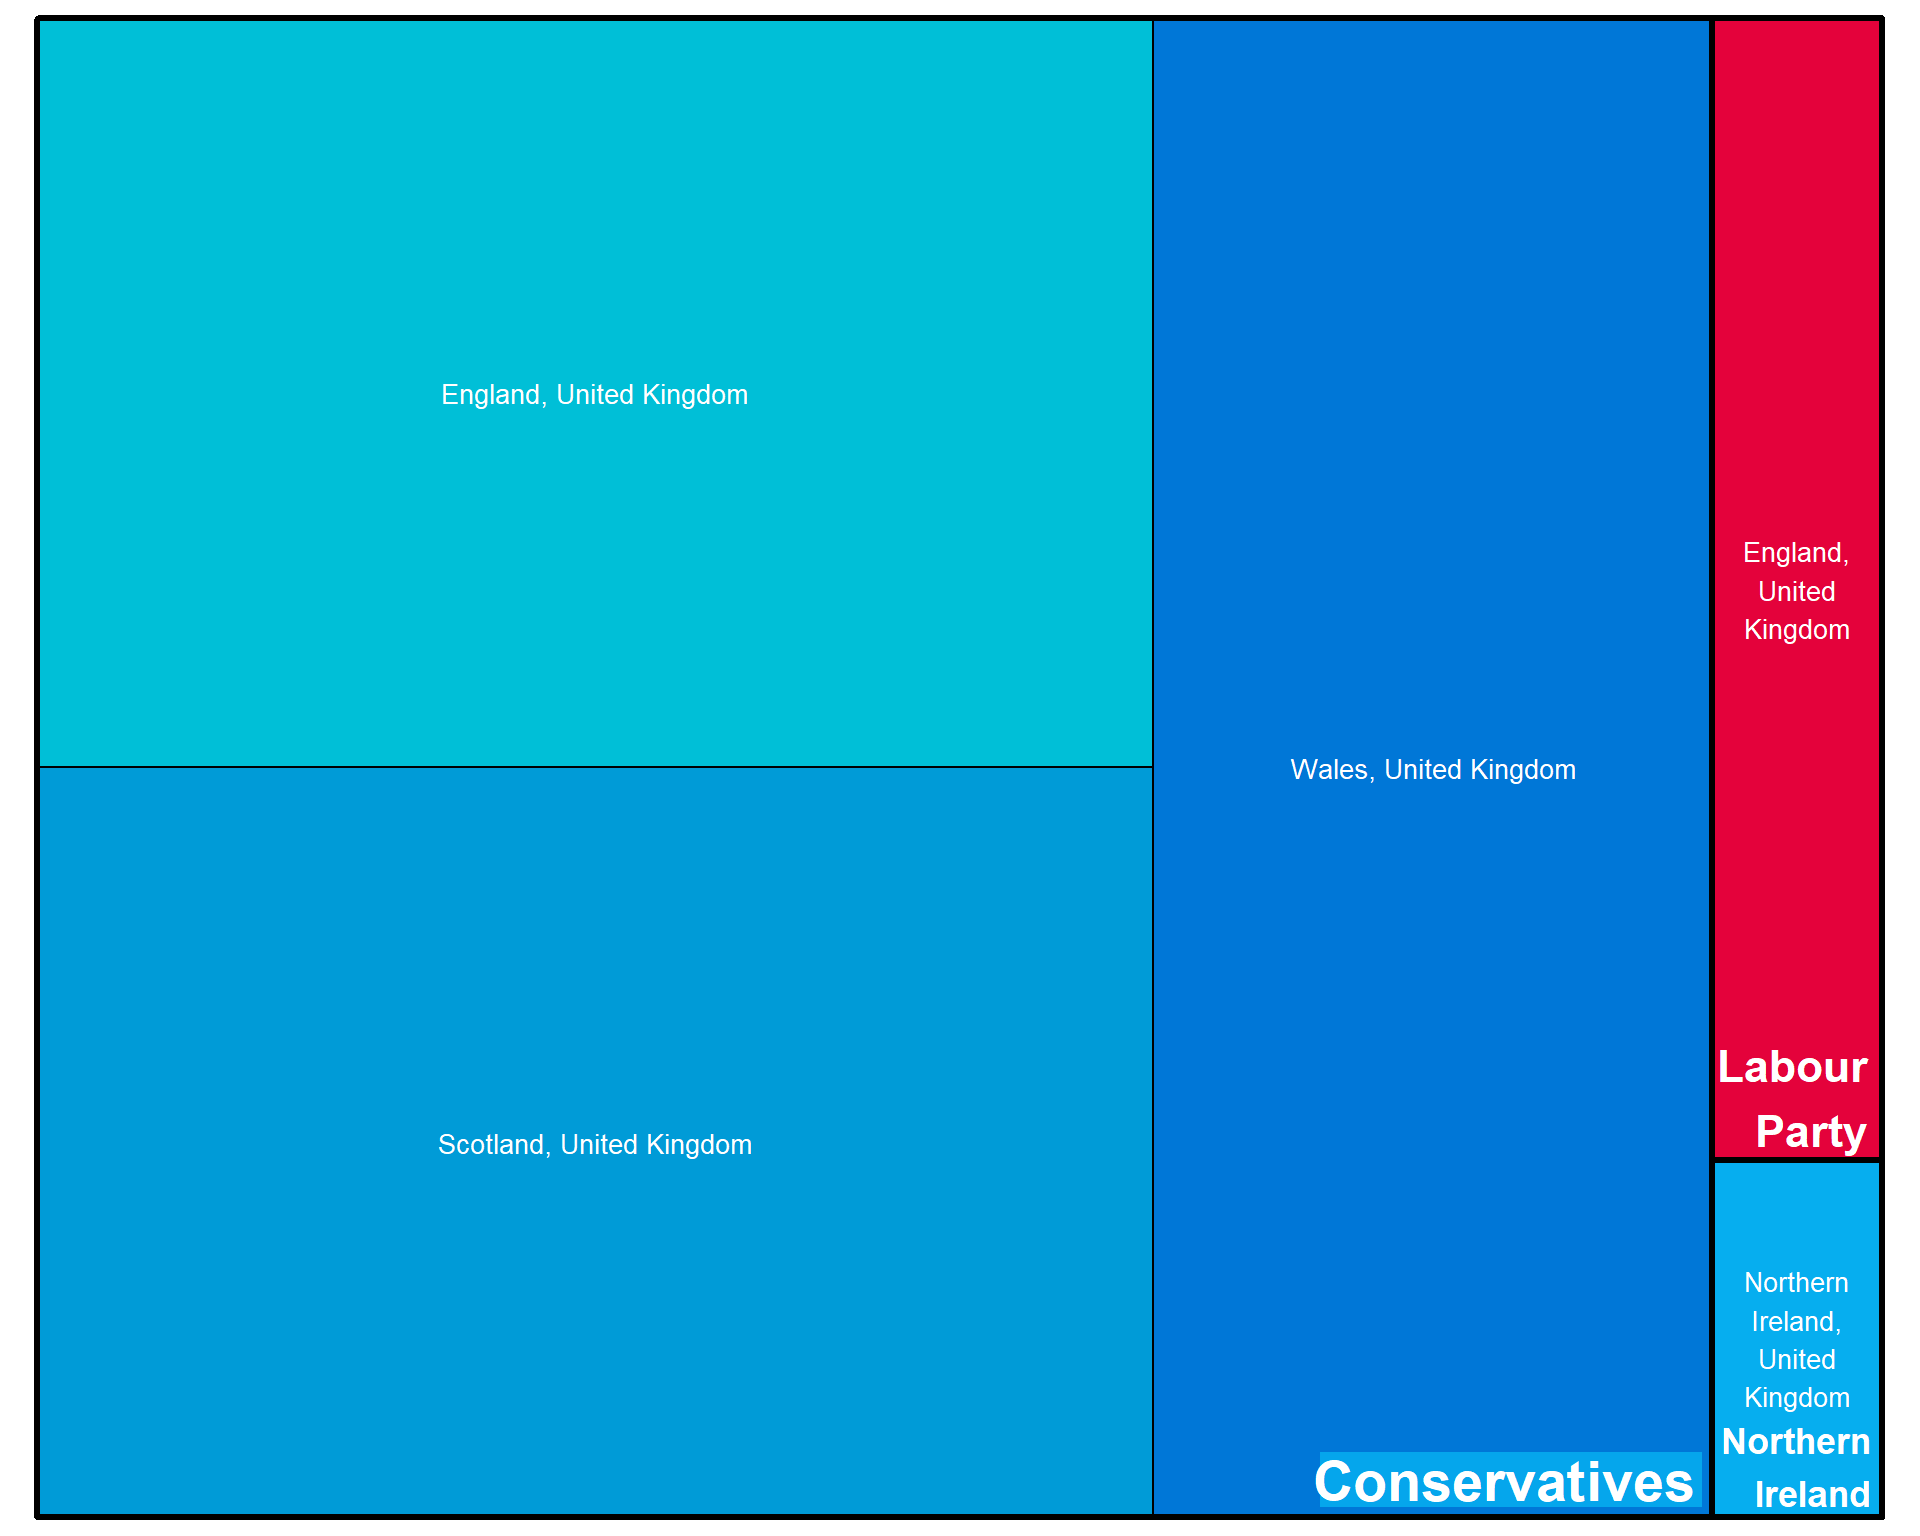 England, United Kingdom
Scotland, United Kingdom
Wales, United Kingdom
Conservatives
England,
United
Kingdom
Labour
Party
Northern
Ireland,
United
Kingdom
Northern
Ireland